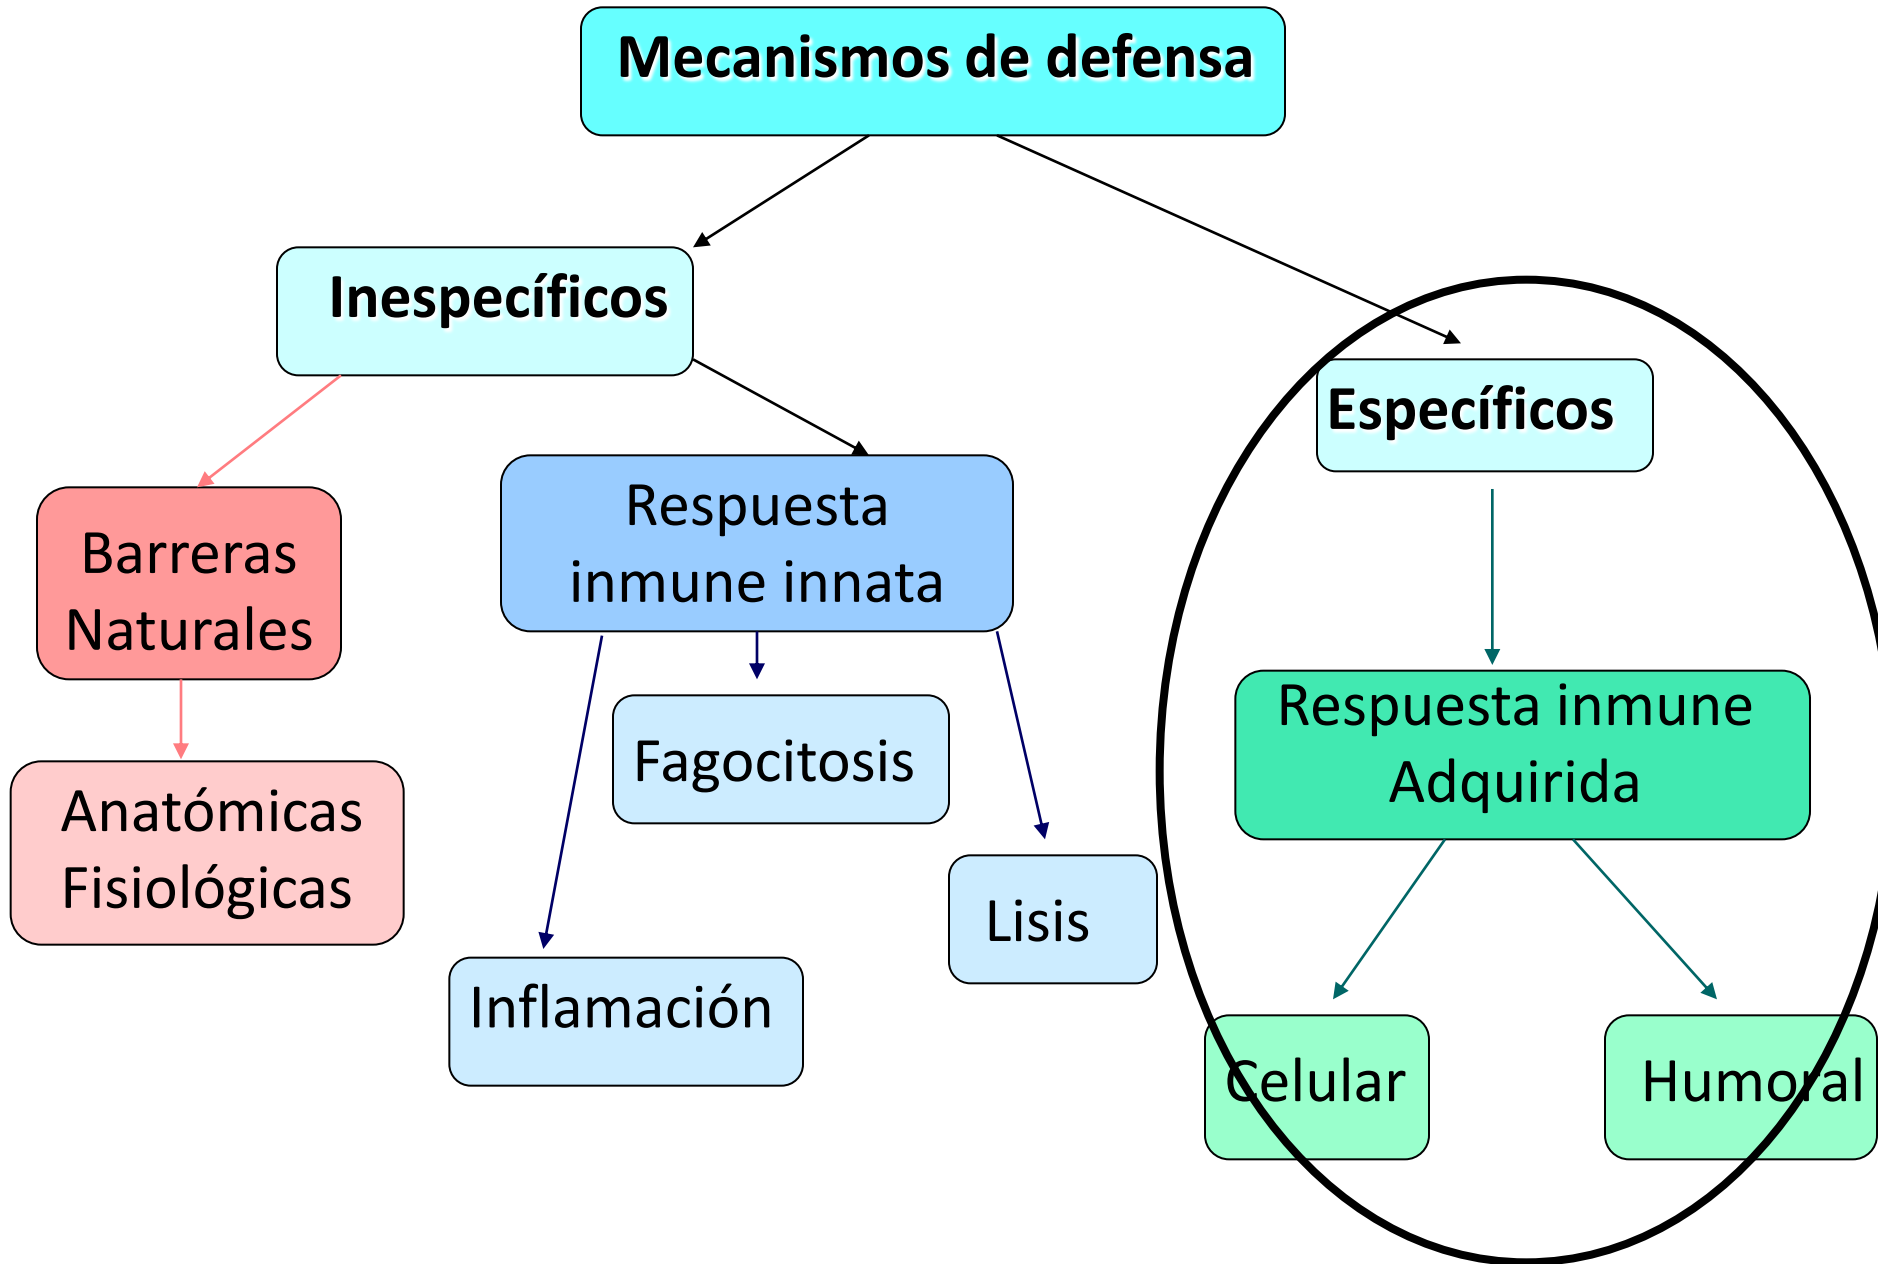 Mecanismos de defensa
Inespecíficos
Específicos
Respuesta
inmune innata
Barreras
Naturales
Respuesta inmune
Adquirida
Fagocitosis
Anatómicas
Fisiológicas
Lisis
Inflamación
Celular
Humoral